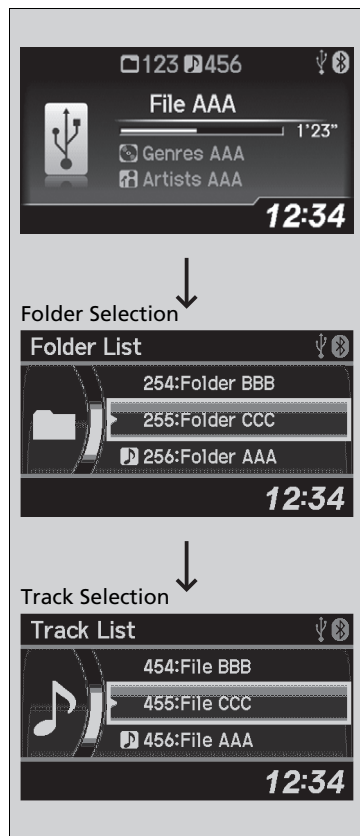 123 456
File AAA
1'23"
Genres AAA
Artists AAA
12:34
Folder Selection
Folder List
254:Folder BBB
255:Folder CCC
256:Folder AAA
12:34
Track Selection
Track List
454:File BBB
455:File CCC
456:File AAA
12:34